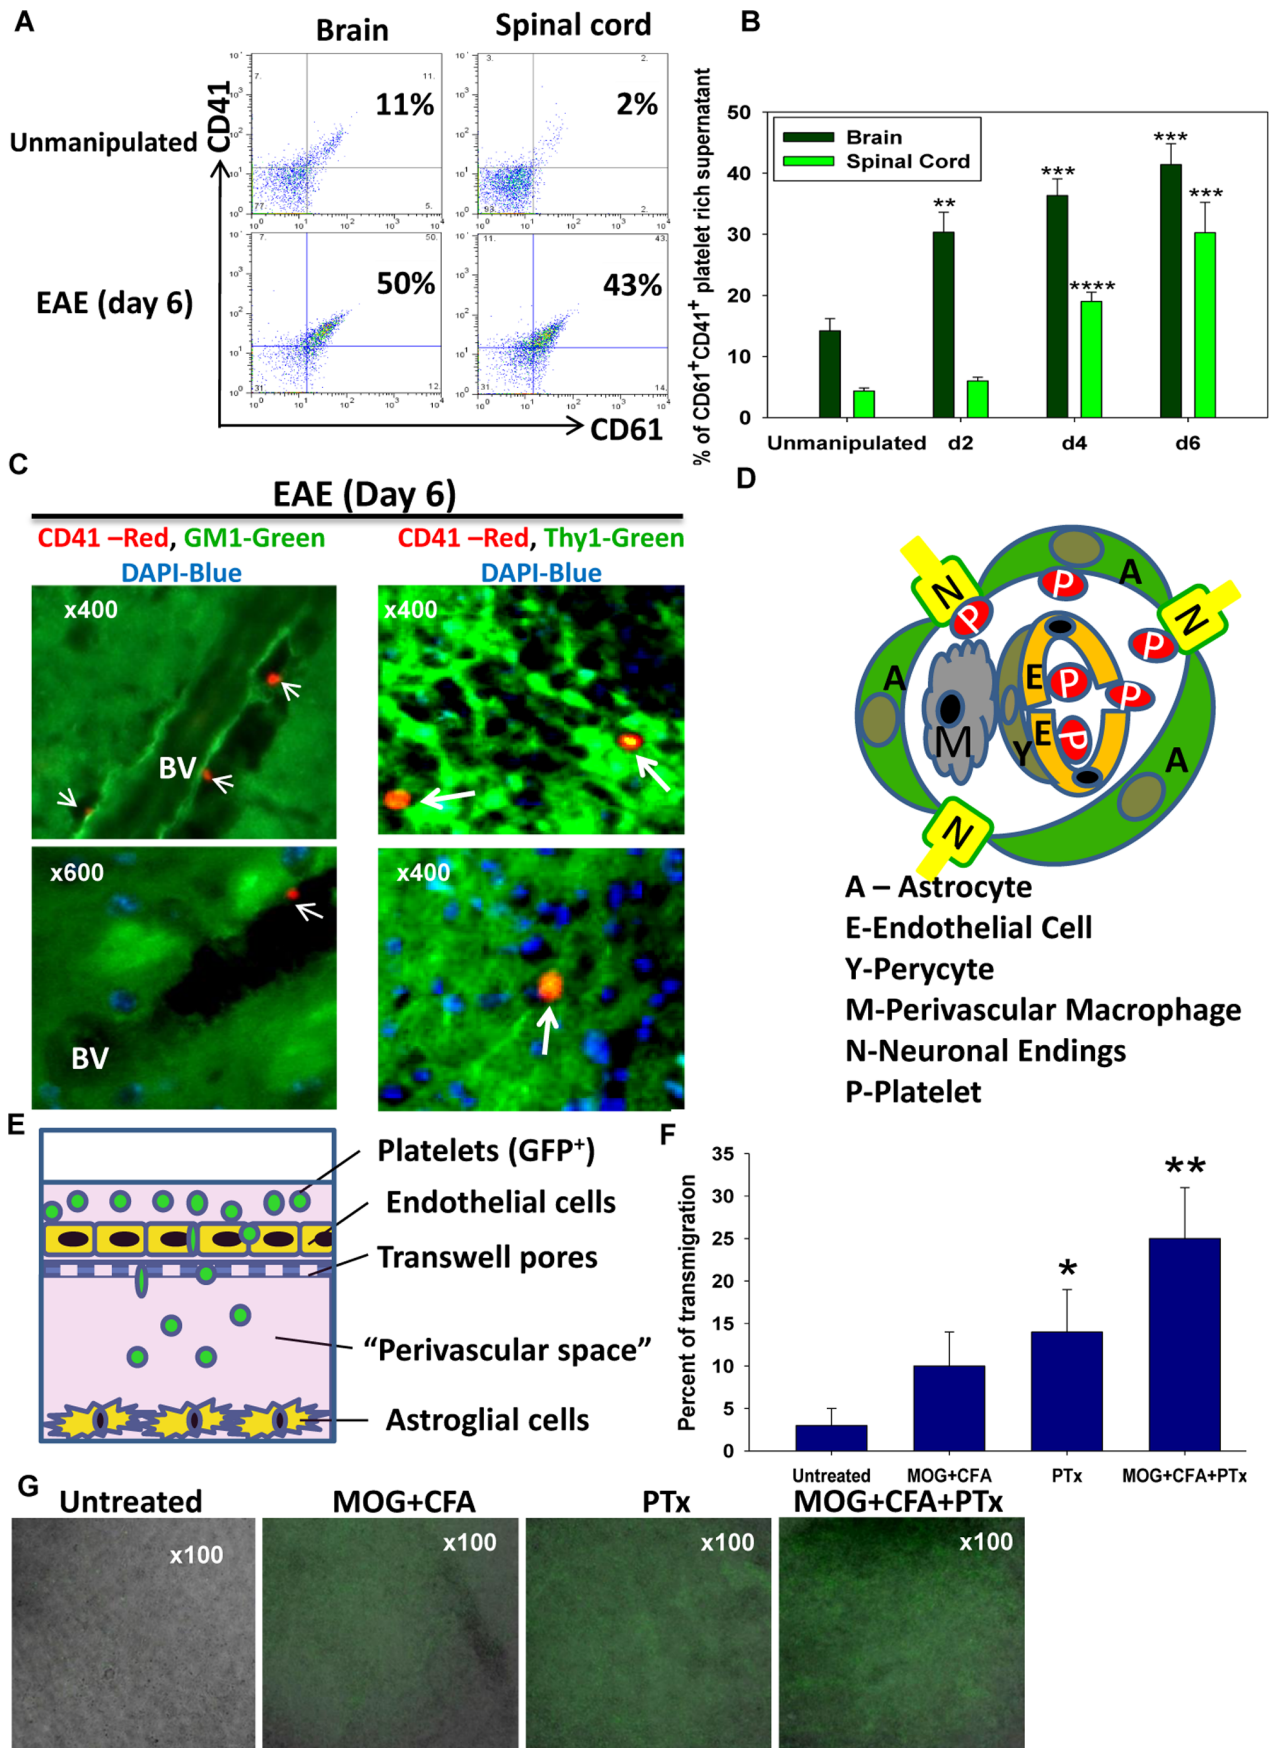 A
Brain
Spinal cord
CD41
Unmanipulated
11%
2%
EAE (day 6)
50%
43%
CD61
B
% of CD61+CD41+ platelet rich supernatant
50
40
30
20
10
0
Brain
Spinal Cord
**
***
****
***
***
Unmanipulated d2 d4 d6
C
EAE (Day 6)
CD41 –Red, GM1-Green
DAPI-Blue
CD41 –Red, Thy1-Green
DAPI-Blue
x400
BV
x400
x600
BV
x400
D
N
P
P
A
N
P
A
E
P
P
M
Y
E
P
A
N
A – Astrocyte
E-Endothelial Cell
Y-Perycyte
M-Perivascular Macrophage
N-Neuronal Endings
P-Platelet
E
Platelets (GFP+)
Endothelial cells
Transwell pores
“Perivascular space”
Astroglial cells
F
Percent of transmigration
35
30
25
20
15
10
5
0
*
**
Untreated MOG+CFA PTx MOG+CFA+PTx
G
Untreated MOG+CFA PTx MOG+CFA+PTx
x100 x100 x100 x100